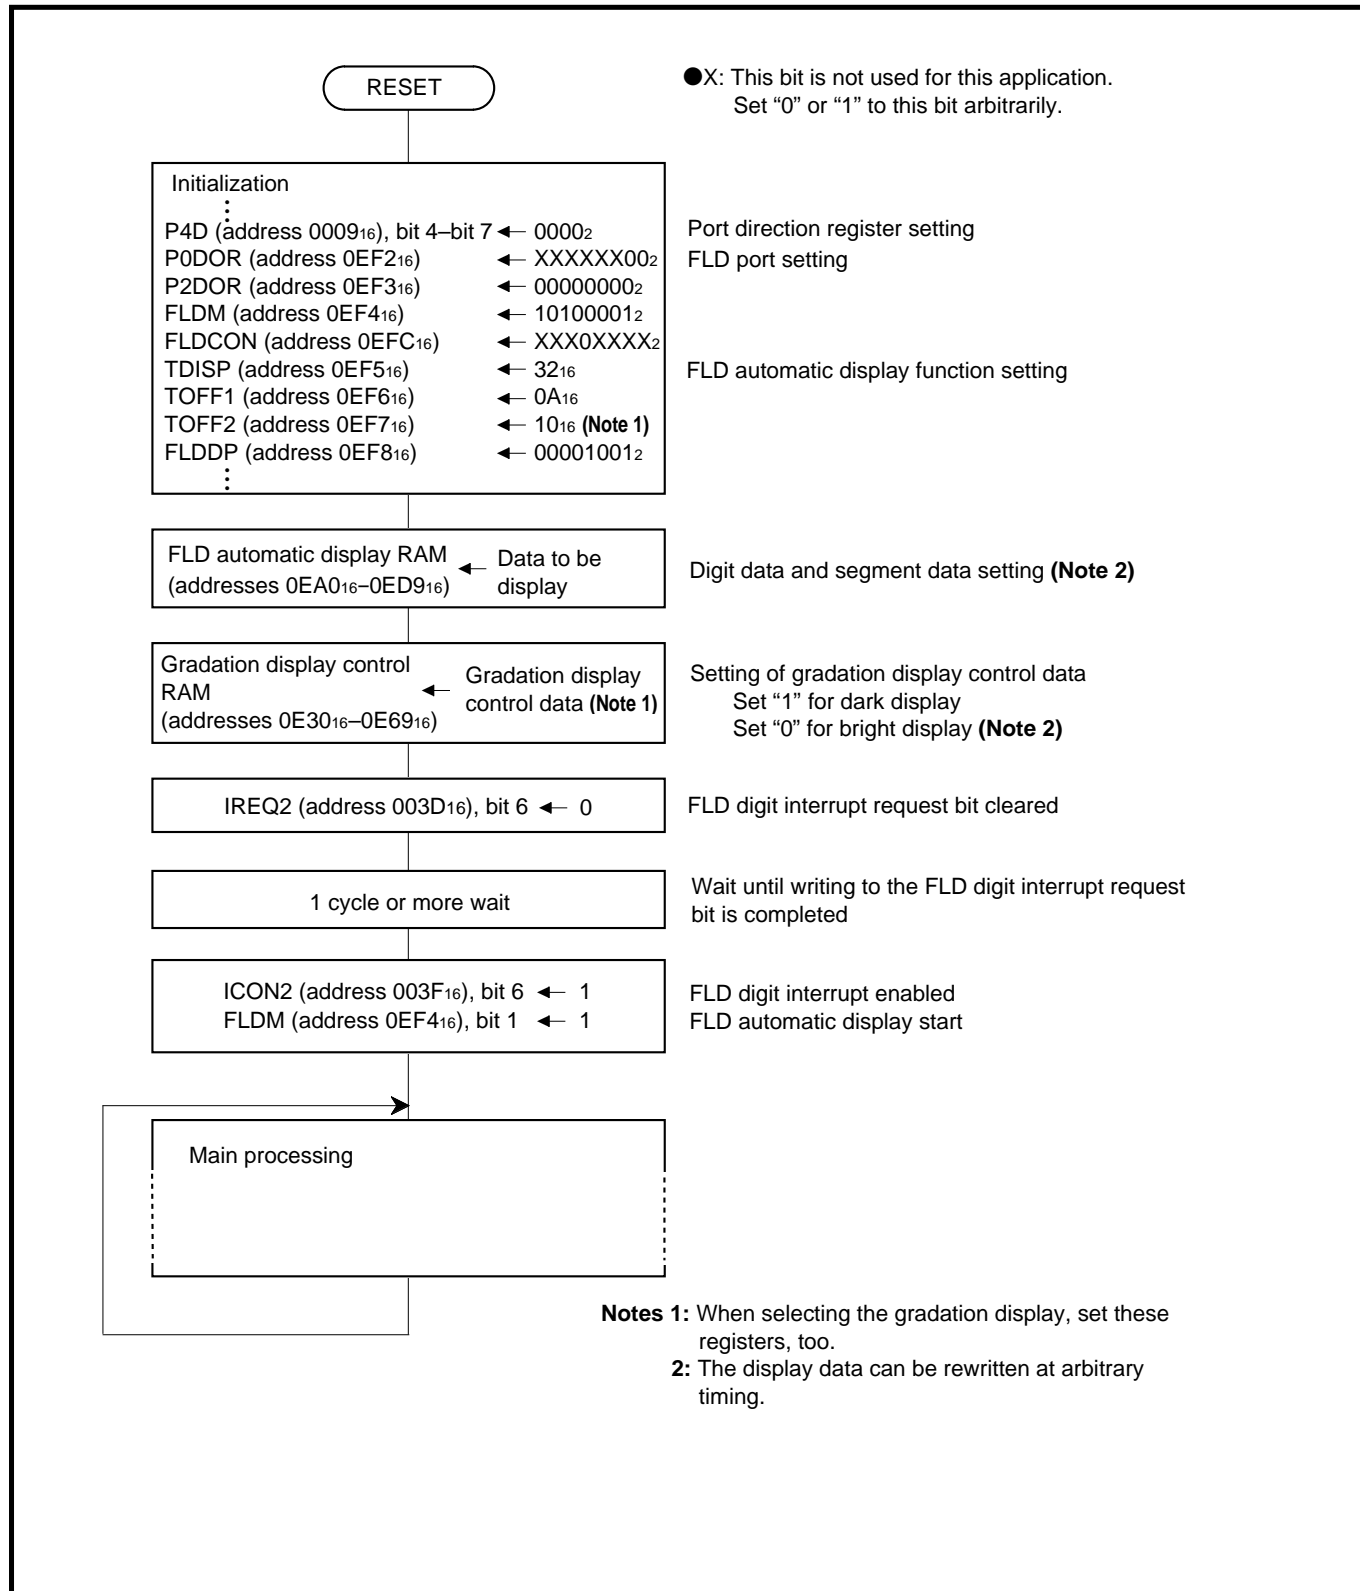 RESET
●X: This bit is not used for this application.
Set “0” or “1” to this bit arbitrarily.
Initialization
⋮
P4D (address 0009₁₆), bit 4–bit 7 ← 0000₂ Port direction register setting
P0DOR (address 0EF2₁₆) ← XXXXXX00₂ FLD port setting
P2DOR (address 0EF3₁₆) ← 00000000₂
FLDM (address 0EF4₁₆) ← 10100001₂
FLDCON (address 0EFC₁₆) ← XXX0XXXX₂
TDISP (address 0EF5₁₆) ← 32₁₆ FLD automatic display function setting
TOFF1 (address 0EF6₁₆) ← 0A₁₆
TOFF2 (address 0EF7₁₆) ← 10₁₆ (Note 1)
FLDDP (address 0EF8₁₆) ← 00001001₂
⋮
FLD automatic display RAM
(addresses 0EA0₁₆–0ED9₁₆)
← Data to be
display
Digit data and segment data setting (Note 2)
Gradation display control
RAM
(addresses 0E30₁₆–0E69₁₆)
← Gradation display
control data (Note 1)
Setting of gradation display control data
Set “1” for dark display
Set “0” for bright display (Note 2)
IREQ2 (address 003D₁₆), bit 6 ← 0 FLD digit interrupt request bit cleared
1 cycle or more wait
Wait until writing to the FLD digit interrupt request
bit is completed
ICON2 (address 003F₁₆), bit 6 ← 1 FLD digit interrupt enabled
FLDM (address 0EF4₁₆), bit 1 ← 1 FLD automatic display start
Main processing
Notes 1: When selecting the gradation display, set these
registers, too.
2: The display data can be rewritten at arbitrary
timing.